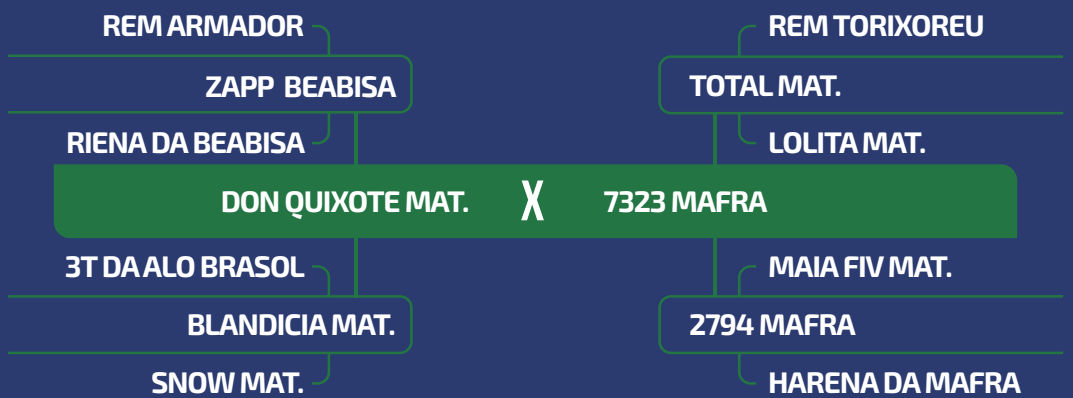 REM ARMADOR
REM TORIXOREU
ZAPP BEABISA
TOTAL MAT.
RIENA DA BEABISA
LOLITA MAT.
DON QUIXOTE MAT. X 7323 MAFRA
3T DA ALO BRASOL
MAIA FIV MAT.
BLANDICIA MAT.
2794 MAFRA
SNOW MAT.
HARENA DA MAFRA